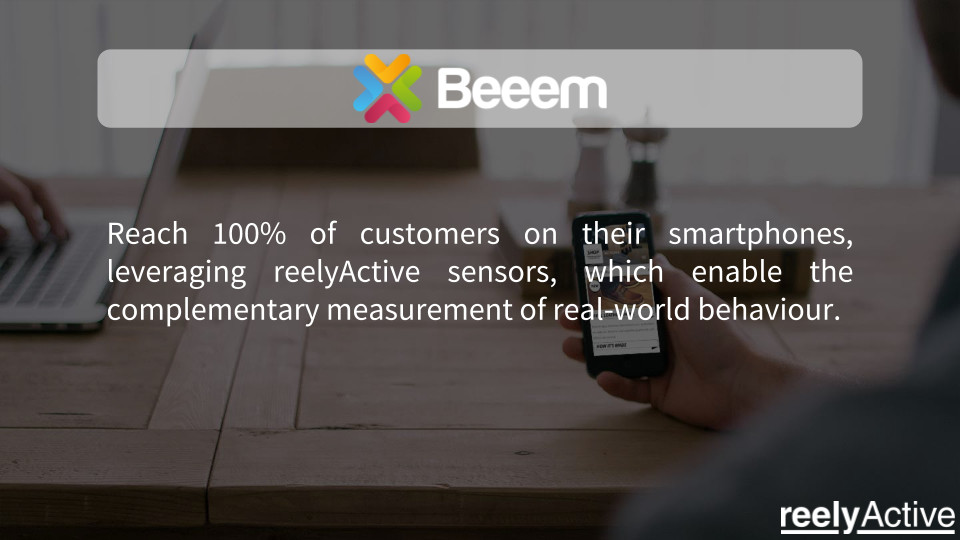 Beeem
Reach 100% of customers on their smartphones,
leveraging reelyActive sensors, which enable the
complementary measurement of real-world behaviour.
reelyActive